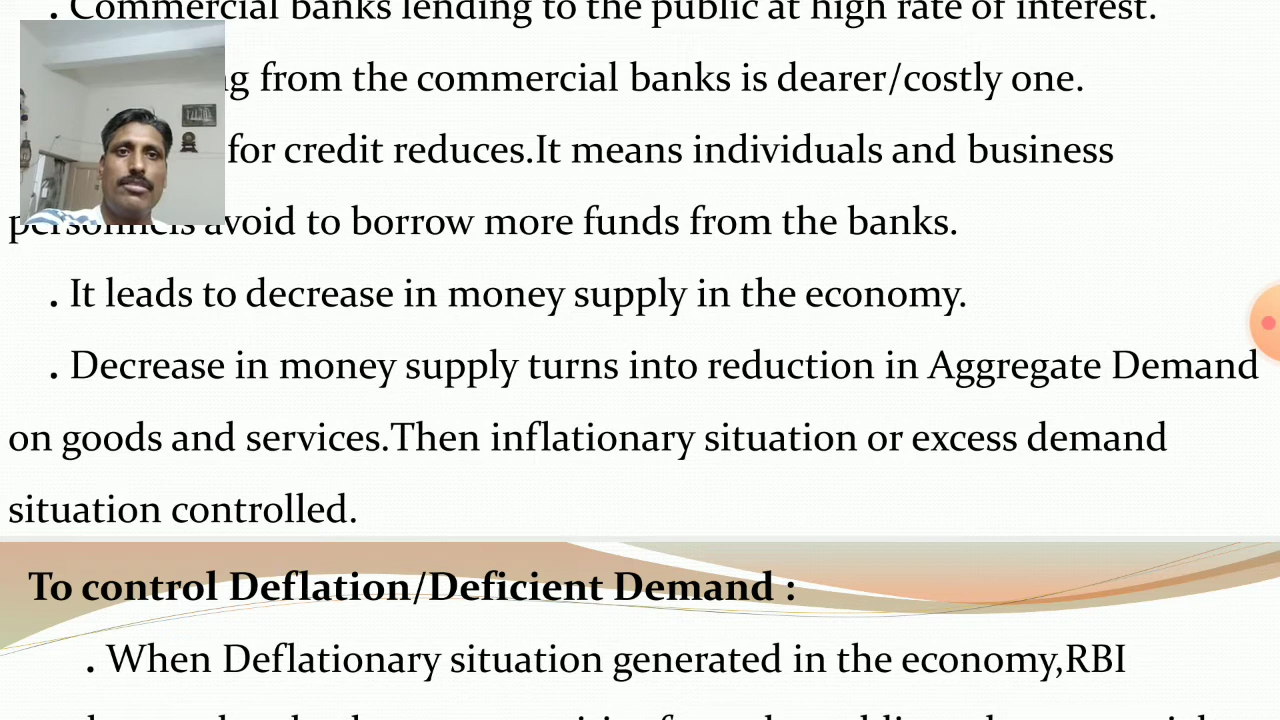 . Commercial banks lending to the public at high rate of interest.
from the commercial banks is dearer/costly one.
for credit reduces.It means individuals and business
personnels avoid to borrow more funds from the banks.
. It leads to decrease in money supply in the economy.
. Decrease in money supply turns into reduction in Aggregate Demand
on goods and services.Then inflationary situation or excess demand
situation controlled.
To control Deflation/Deficient Demand :
. When Deflationary situation generated in the economy,RBI